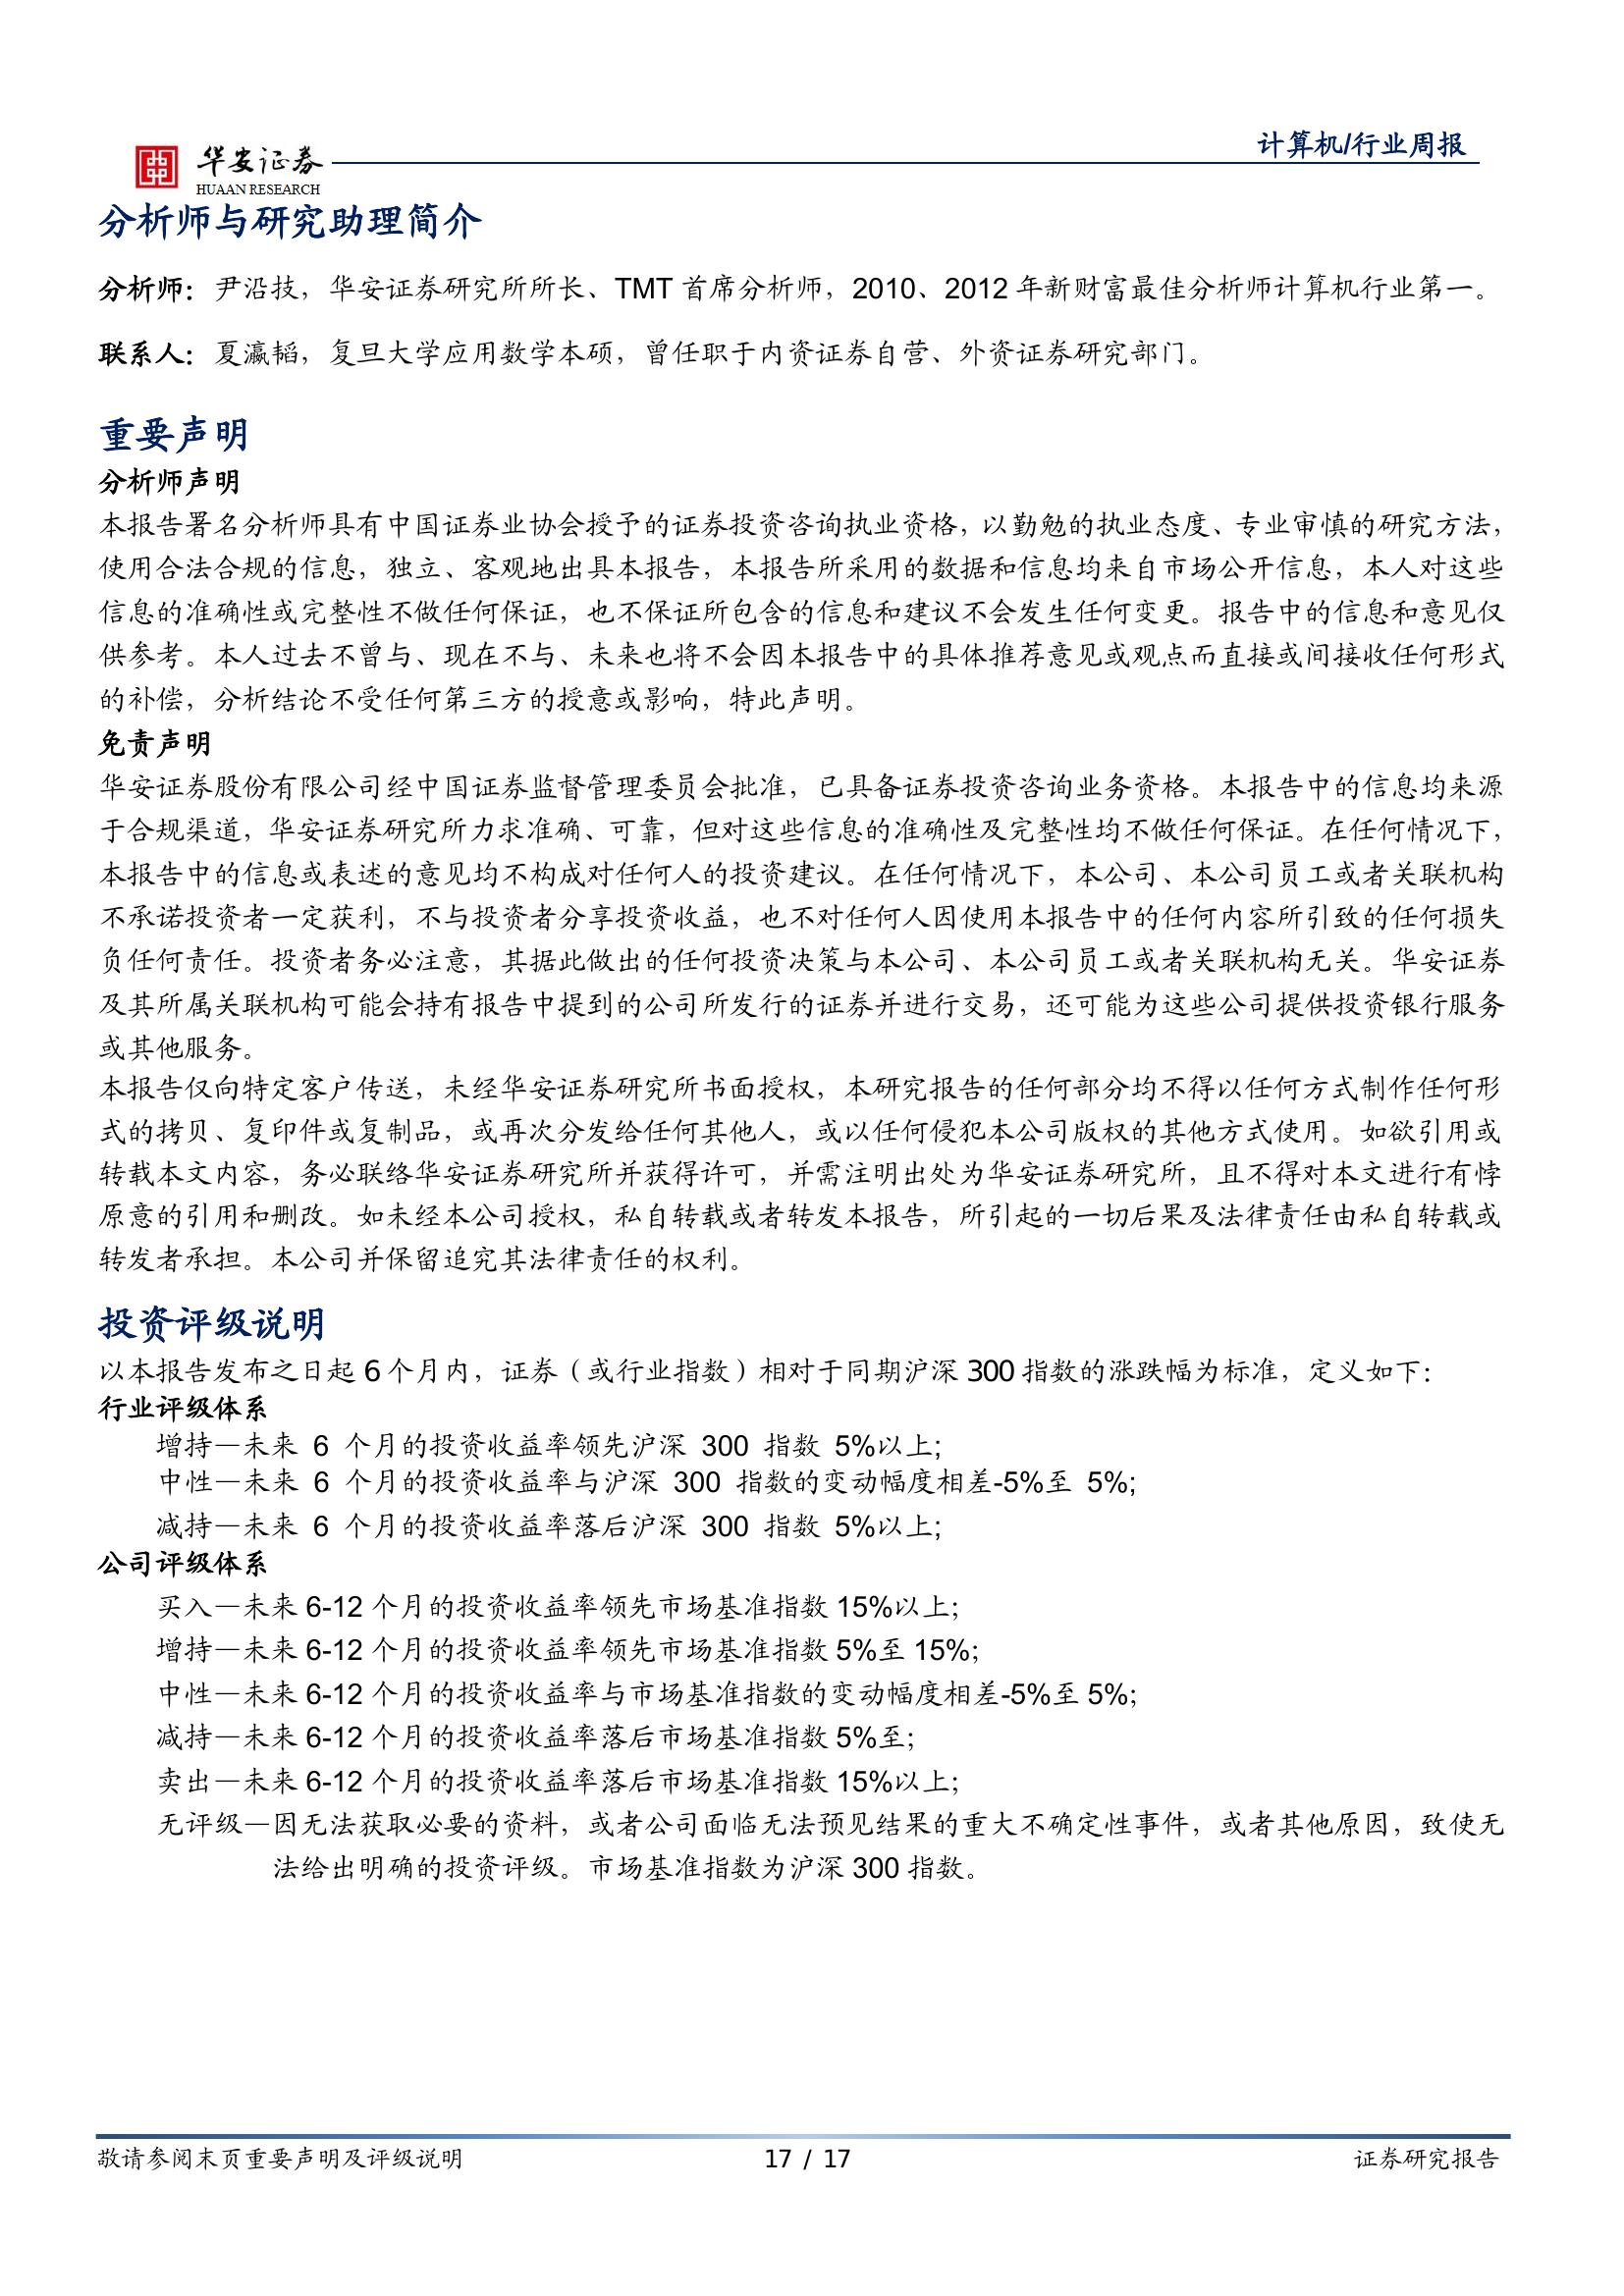 计算机/行业周报
华安证券
HUAAN RESEARCH
分析师与研究助理简介
分析师：尹沿技，华安证券研究所所长、TMT 首席分析师，2010、2012 年新财富最佳分析师计算机行业第一。
联系人：夏瀛韬，复旦大学应用数学本硕，曾任职于内资证券自营、外资证券研究部门。
重要声明
分析师声明
本报告署名分析师具有中国证券业协会授予的证券投资咨询执业资格，以勤勉的执业态度、专业审慎的研究方法，
使用合法合规的信息，独立、客观地出具本报告，本报告所采用的数据和信息均来自市场公开信息，本人对这些
信息的准确性或完整性不做任何保证，也不保证所包含的信息和建议不会发生任何变更。报告中的信息和意见仅
供参考。本人过去不曾与、现在不与、未来也将不会因本报告中的具体推荐意见或观点而直接或间接收任何形式
的补偿，分析结论不受任何第三方的授意或影响，特此声明。
免责声明
华安证券股份有限公司经中国证券监督管理委员会批准，已具备证券投资咨询业务资格。本报告中的信息均来源
于合规渠道，华安证券研究所力求准确、可靠，但对这些信息的准确性及完整性均不做任何保证。在任何情况下，
本报告中的信息或表述的意见均不构成对任何人的投资建议。在任何情况下，本公司、本公司员工或者关联机构
不承诺投资者一定获利，不与投资者分享投资收益，也不对任何人因使用本报告中的任何内容所引致的任何损失
负任何责任。投资者务必注意，其据此做出的任何投资决策与本公司、本公司员工或者关联机构无关。华安证券
及其所属关联机构可能会持有报告中提到的公司所发行的证券并进行交易，还可能为这些公司提供投资银行服务
或其他服务。
本报告仅向特定客户传送，未经华安证券研究所书面授权，本研究报告的任何部分均不得以任何方式制作任何形
式的拷贝、复印件或复制品，或再次分发给任何其他人，或以任何侵犯本公司版权的其他方式使用。如欲引用或
转载本文内容，务必联络华安证券研究所并获得许可，并需注明出处为华安证券研究所，且不得对本文进行有悖
原意的引用和删改。如未经本公司授权，私自转载或者转发本报告，所引起的一切后果及法律责任由私自转载或
转发者承担。本公司并保留追究其法律责任的权利。
投资评级说明
以本报告发布之日起 6 个月内，证券（或行业指数）相对于同期沪深 300 指数的涨跌幅为标准，定义如下：
行业评级体系
增持—未来 6 个月的投资收益率领先沪深 300 指数 5%以上;
中性—未来 6 个月的投资收益率与沪深 300 指数的变动幅度相差-5%至 5%;
减持—未来 6 个月的投资收益率落后沪深 300 指数 5%以上;
公司评级体系
买入—未来 6-12 个月的投资收益率领先市场基准指数 15%以上；
增持—未来 6-12 个月的投资收益率领先市场基准指数 5%至 15%；
中性—未来 6-12 个月的投资收益率与市场基准指数的变动幅度相差-5%至 5%；
减持—未来 6-12 个月的投资收益率落后市场基准指数 5%至；
卖出—未来 6-12 个月的投资收益率落后市场基准指数 15%以上；
无评级—因无法获取必要的资料，或者公司面临无法预见结果的重大不确定性事件，或者其他原因，致使无
法给出明确的投资评级。市场基准指数为沪深 300 指数。
敬请参阅末页重要声明及评级说明 17 / 17 证券研究报告